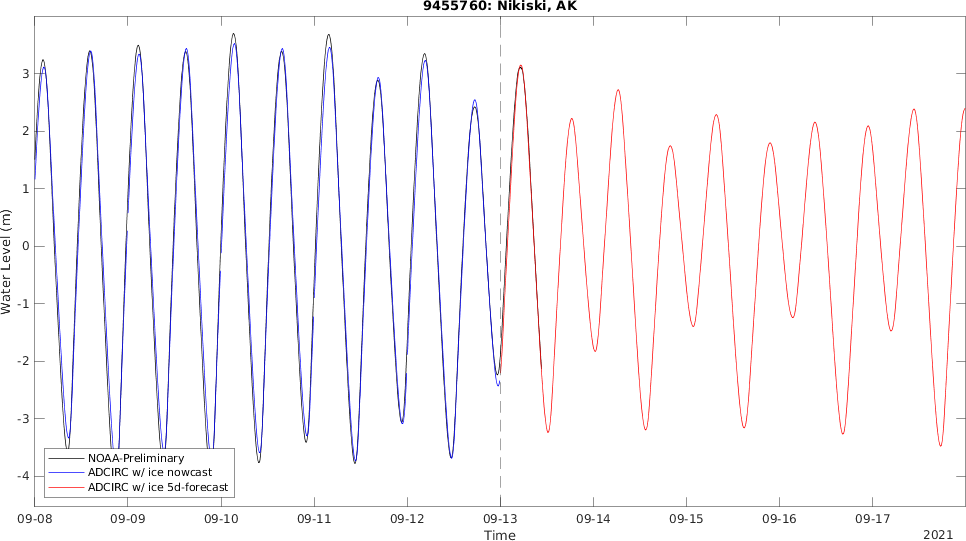 9455760: Nikiski, AK
Water Level (m)
3
2
1
0
-1
-2
-3
-4
NOAA-Preliminary
ADCIRC w/ ice nowcast
ADCIRC w/ ice 5d-forecast
09-08 09-09 09-10 09-11 09-12 09-13 09-14 09-15 09-16 09-17
Time
2021